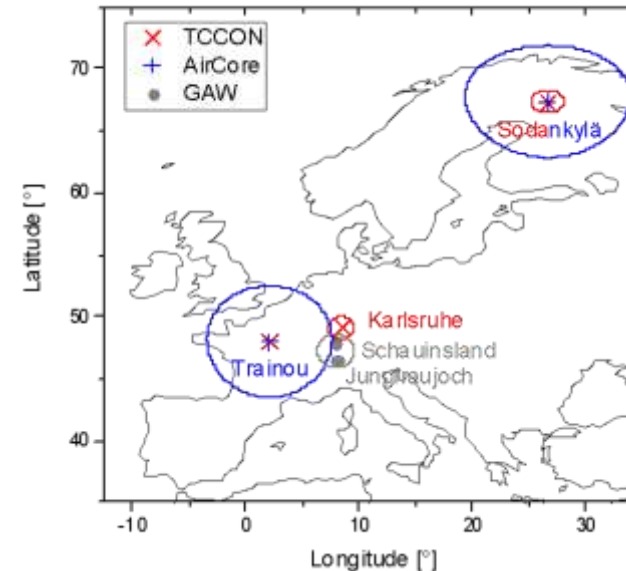 TCCON
AirCore
GAW
70
60
50
40
Latitude [°]
Sodankylä
Karlsruhe
Schauinsland
Jungfraujoch
Trainou
-10 0 10 20 30
Longitude [°]